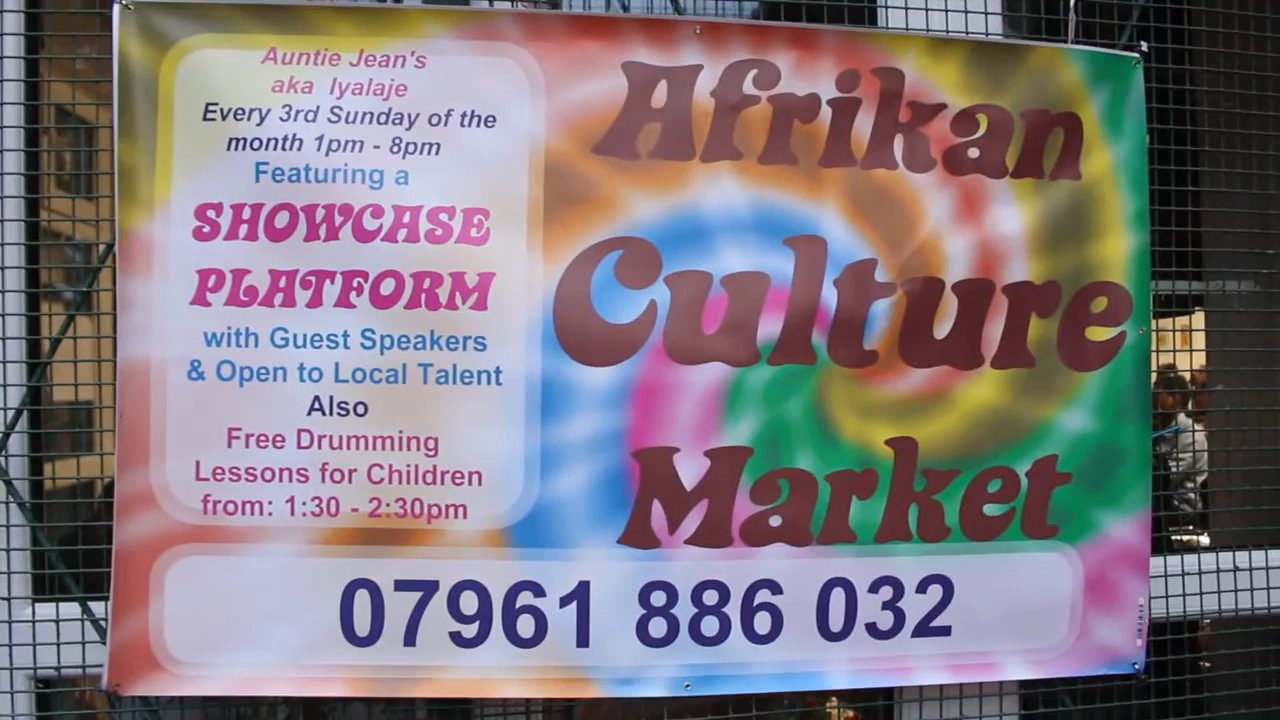 Auntie Jean's
aka Iyalaje
Every 3rd Sunday of the
month 1pm - 8pm
Featuring a
SHOWCASE
PLATFORM
with Guest Speakers
& Open to Local Talent
Also
Free Drumming
Lessons for Children
from: 1:30 - 2:30pm
Afrikan
Culture
Market
07961 886 032